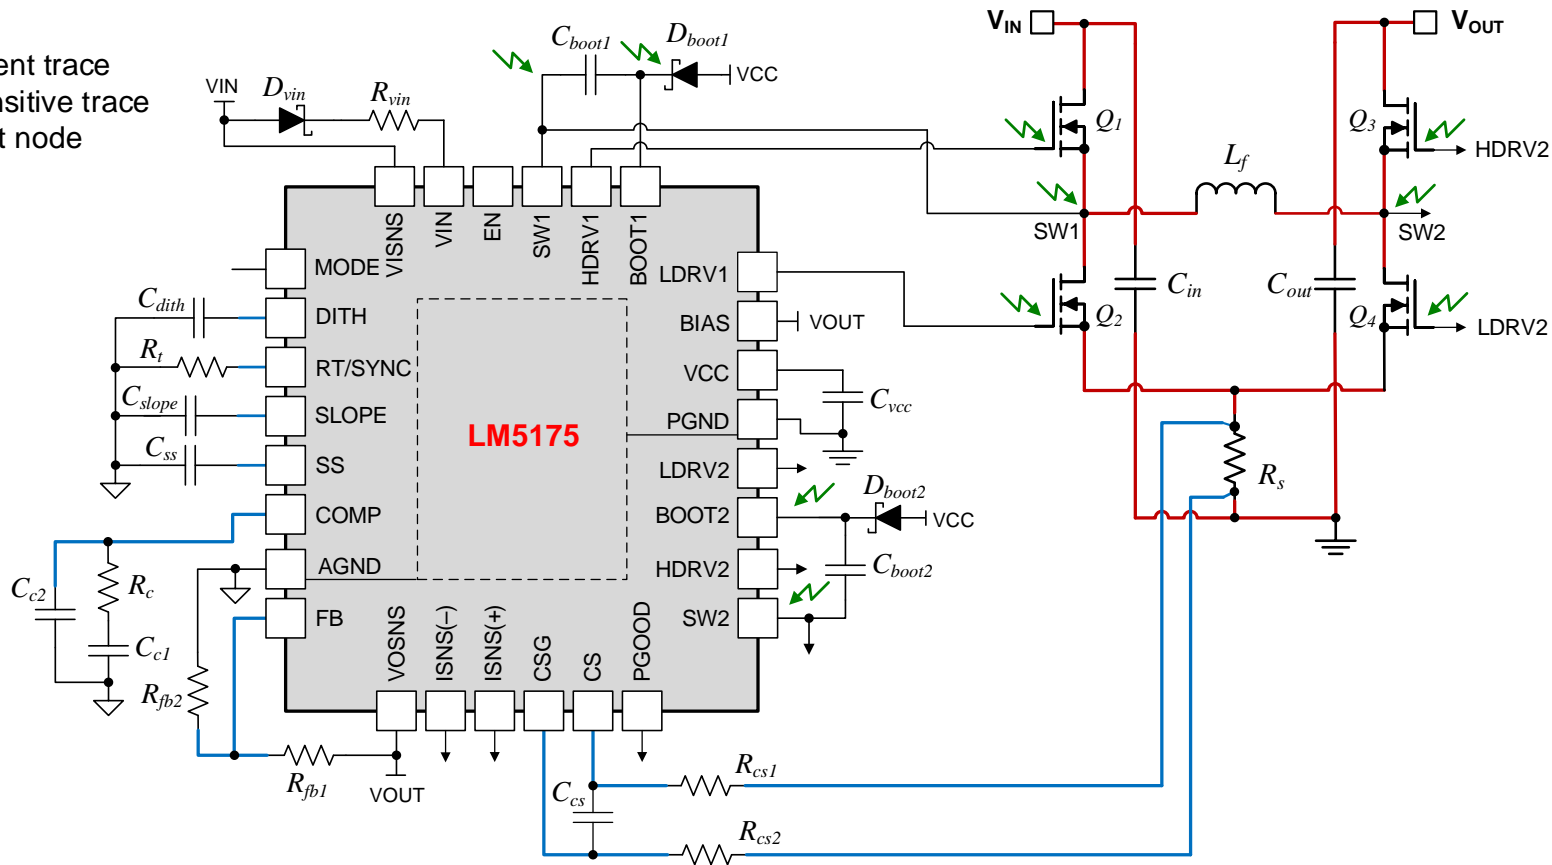 ent trace
nsitive trace
t node
VIN
Dvin
Rvin
Cboot1
Dboot1
VCC
VIN
VOUT
Q1
Q3
HDRV2
Lf
SW1
SW2
Cin
Cout
Q2
Q4
LDRV2
Rs
VISNS
VIN
EN
SW1
HDRV1
BOOT1
MODE
DITH
RT/SYNC
SLOPE
SS
COMP
AGND
FB
LM5175
LDRV1
BIAS
VCC
PGND
LDRV2
BOOT2
HDRV2
SW2
VOSNS
ISNS(–)
ISNS(+)
CSG
CS
PGOOD
Cdith
Rt
Cslope
Css
Cc2
Rc
Cc1
Rfb2
Rfb1
VOUT
VOUT
Cvcc
Dboot2
VCC
Cboot2
Ccs
Rcs1
Rcs2